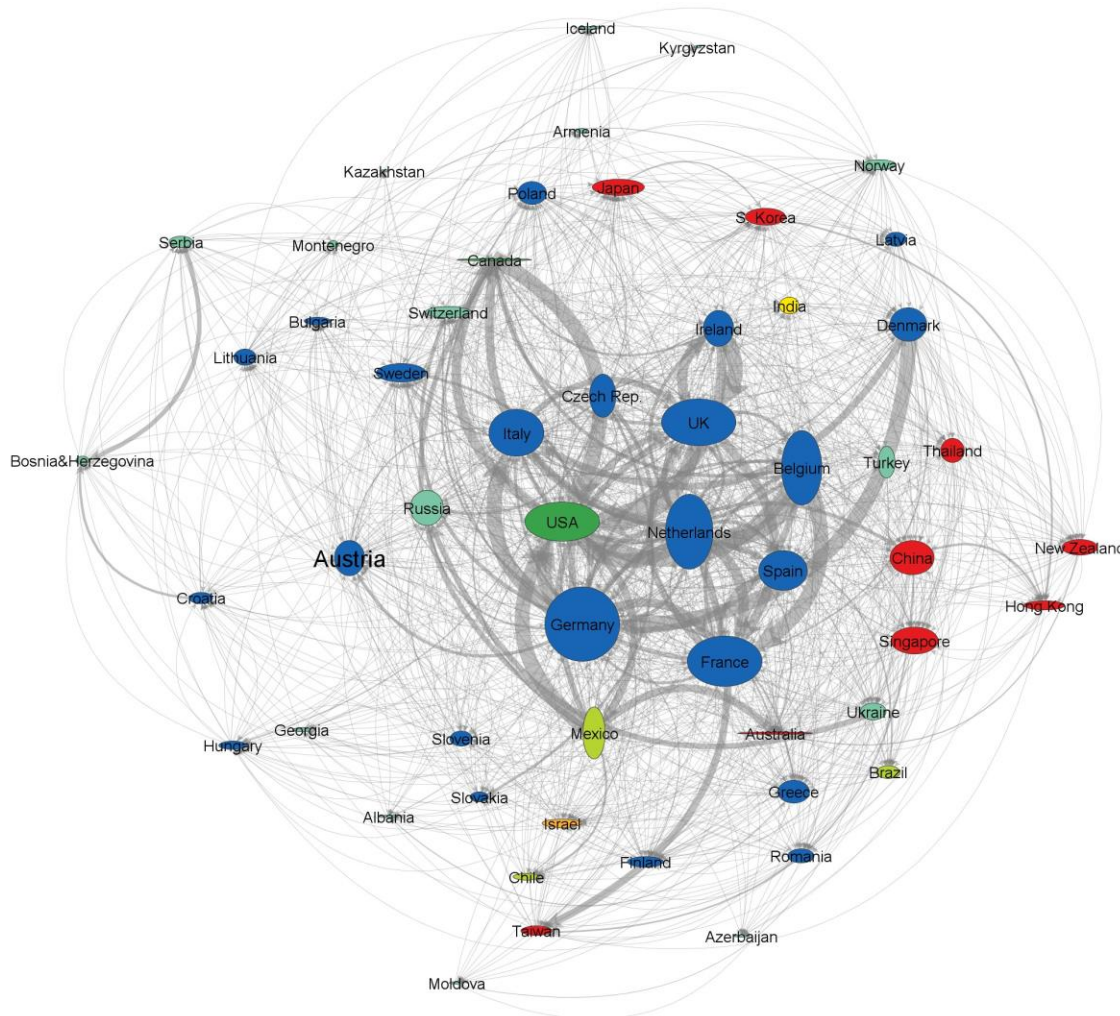 Iceland
Kyrgyzstan
Armenia
Kazakhstan
Norway
Poland
Japan
S. Korea
Latvia
Serbia
Montenegro
Canada
India
Switzerland
Bulgaria
Ireland
Denmark
Lithuania
Sweden
Czech Rep.
Italy
UK
Thailand
Bosnia&Herzegovina
Turkey
Belgium
Russia
USA
Netherlands
New Zealand
Austria
China
Spain
Croatia
Hong Kong
Germany
Singapore
France
Ukraine
Georgia
Slovenia
Mexico
Australia
Hungary
Brazil
Greece
Slovakia
Albania
Israel
Romania
Finland
Chile
Taiwan
Azerbaijan
Moldova